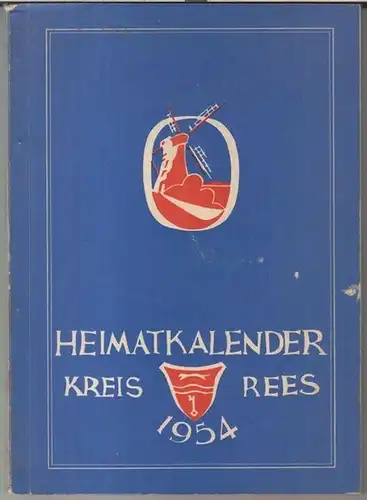 HEIMATKALENDER
KREIS REES
1954